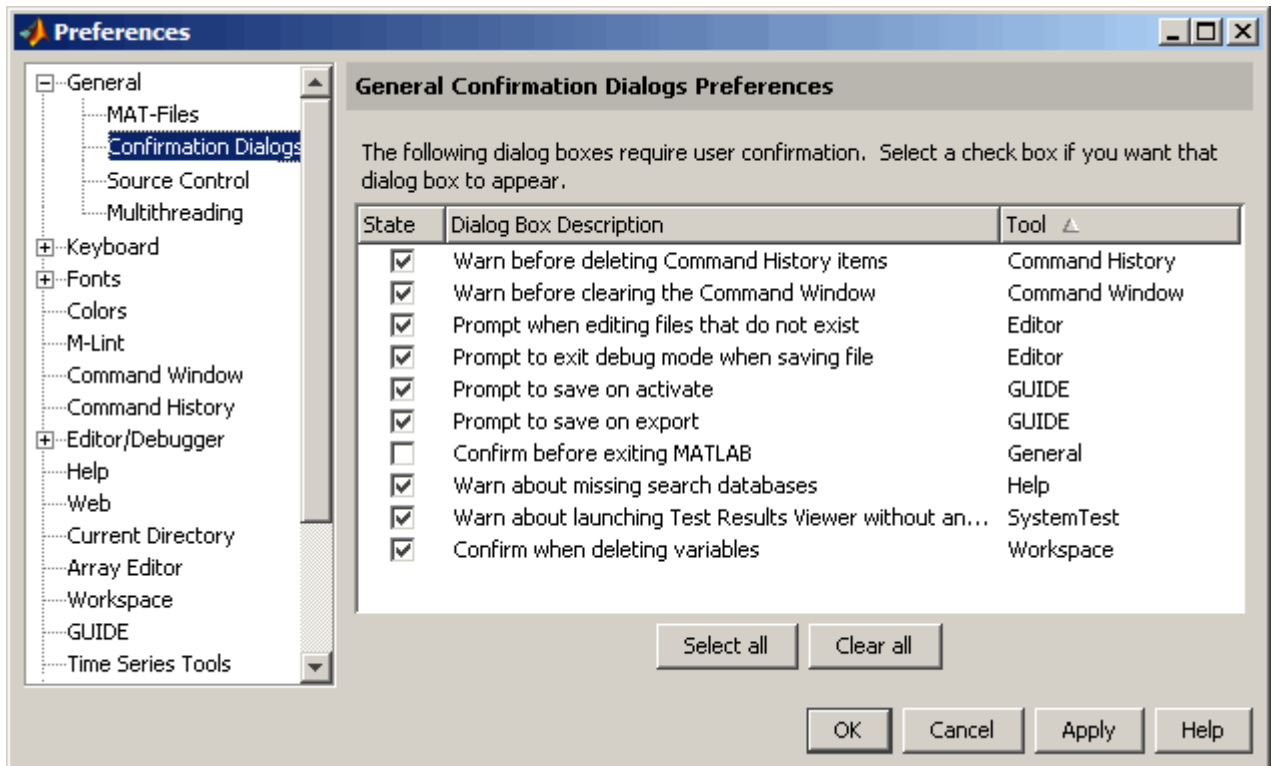 Preferences
General
MAT-Files
Confirmation Dialogs
Source Control
Multithreading
Keyboard
Fonts
Colors
M-Lint
Command Window
Command History
Editor/Debugger
Help
Web
Current Directory
Array Editor
Workspace
GUIDE
Time Series Tools
General Confirmation Dialogs Preferences
The following dialog boxes require user confirmation. Select a check box if you want that
dialog box to appear.
State Dialog Box Description Tool
Warn before deleting Command History items Command History
Warn before clearing the Command Window Command Window
Prompt when editing files that do not exist Editor
Prompt to exit debug mode when saving file Editor
Prompt to save on activate GUIDE
Prompt to save on export GUIDE
Confirm before exiting MATLAB General
Warn about missing search databases Help
Warn about launching Test Results Viewer without an... SystemTest
Confirm when deleting variables Workspace
Select all Clear all
OK Cancel Apply Help